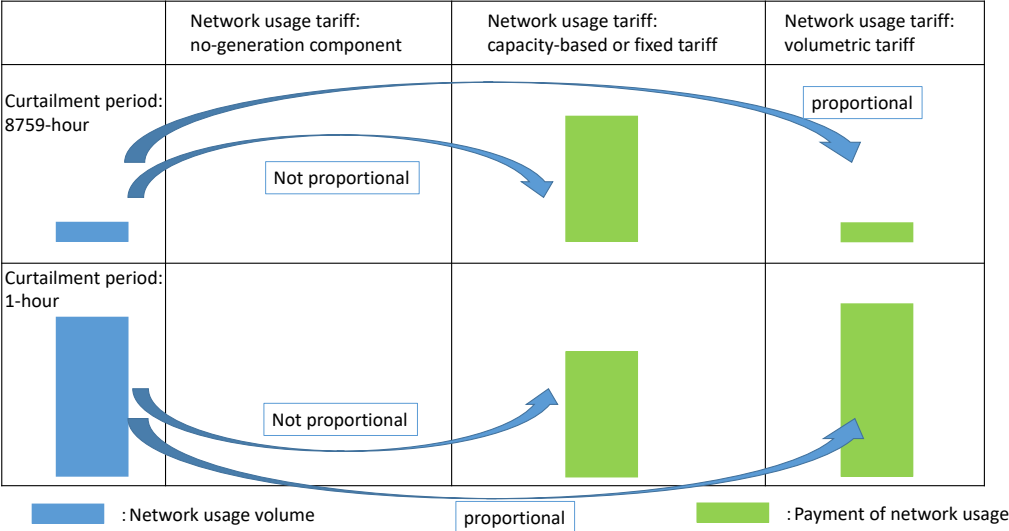 Network usage tariff:
no-generation component
Network usage tariff:
capacity-based or fixed tariff
Network usage tariff:
volumetric tariff
Curtailment period:
8759-hour
proportional
Not proportional
Curtailment period:
1-hour
Not proportional
proportional
: Network usage volume
: Payment of network usage